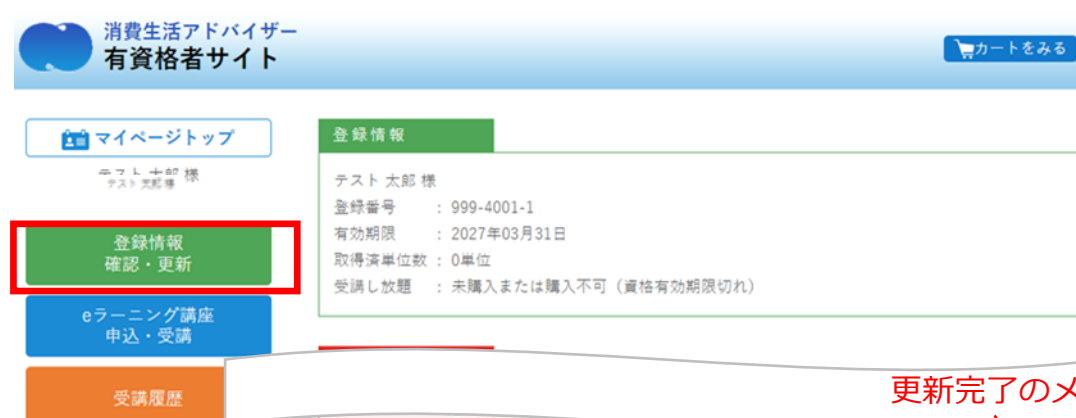 消費生活アドバイザー
有資格者サイト
カートをみる
マイページトップ
テスト 太郎 様
登録情報
確認・更新
eラーニング講座
申込・受講
受講履歴
登録情報
テスト 太郎 様
登録番号 : 999-4001-1
有効期限 : 2027年03月31日
取得済単位数 : 0単位
受講し放題 : 未購入または購入不可（資格有効期限切れ）
更新完了のメ